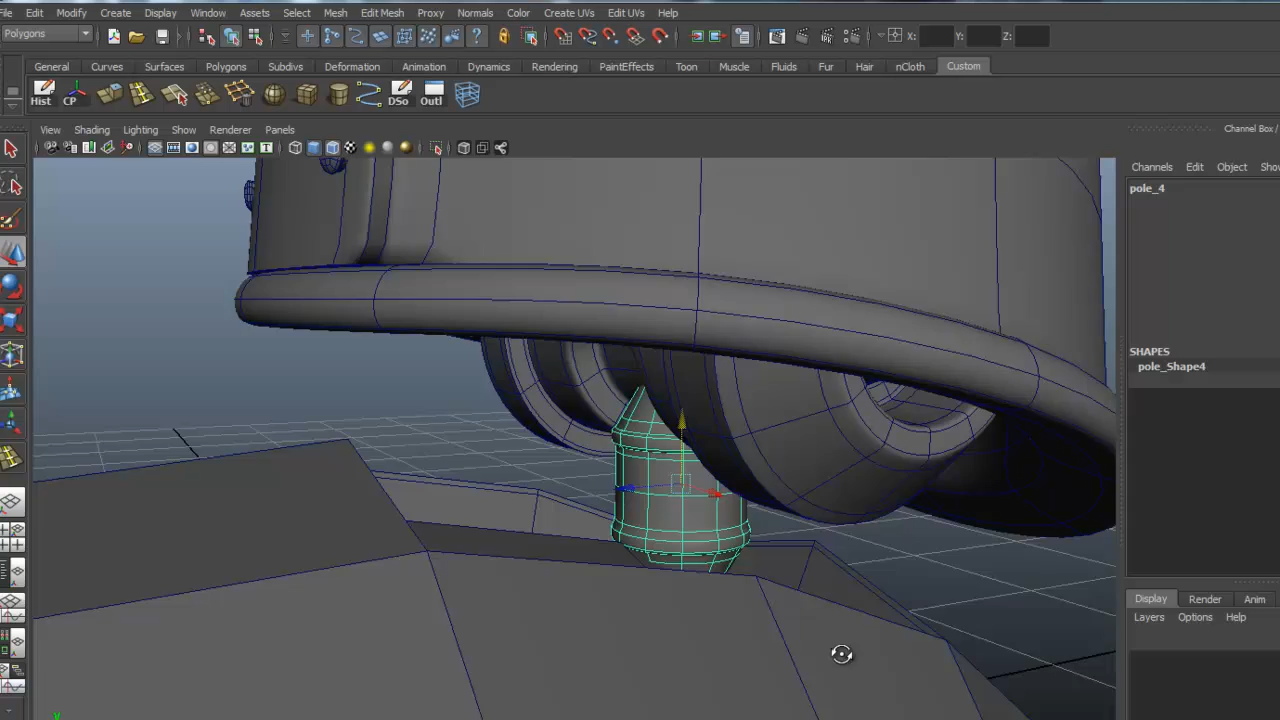 File Edit Modify Create Display Window Assets Select Mesh Edit Mesh Proxy Normals Color Create UVs Edit UVs Help
Polygons X: Y: Z:
General Curves Surfaces Polygons Subdivs Deformation Animation Dynamics Rendering PaintEffects Toon Muscle Fluids Fur Hair nCloth Custom
Hist CP DSo Outl
View Shading Lighting Show Renderer Panels
Channel Box /
Channels Edit Object Sho
pole_4
SHAPES
pole_Shape4
Display Render Anim
Layers Options Help
y